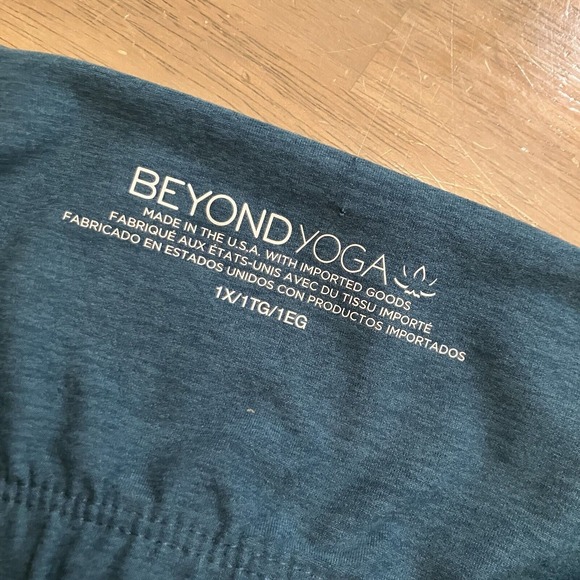 BEYOND YOGA
MADE IN THE U.S.A. WITH IMPORTED GOODS
FABRIQUÉ AUX ÉTATS-UNIS AVEC DU TISSU IMPORTÉ
FABRICADO EN ESTADOS UNIDOS CON PRODUCTOS IMPORTADOS
1X/1TG/1EG